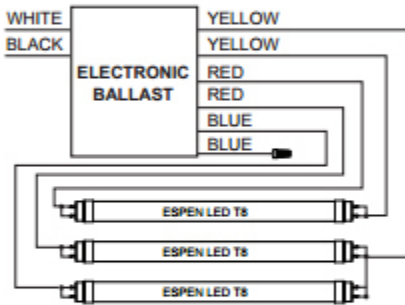 WHITE
BLACK
ELECTRONIC
BALLAST
YELLOW
YELLOW
RED
RED
BLUE
BLUE
ESPEN LED T8
ESPEN LED T8
ESPEN LED T8